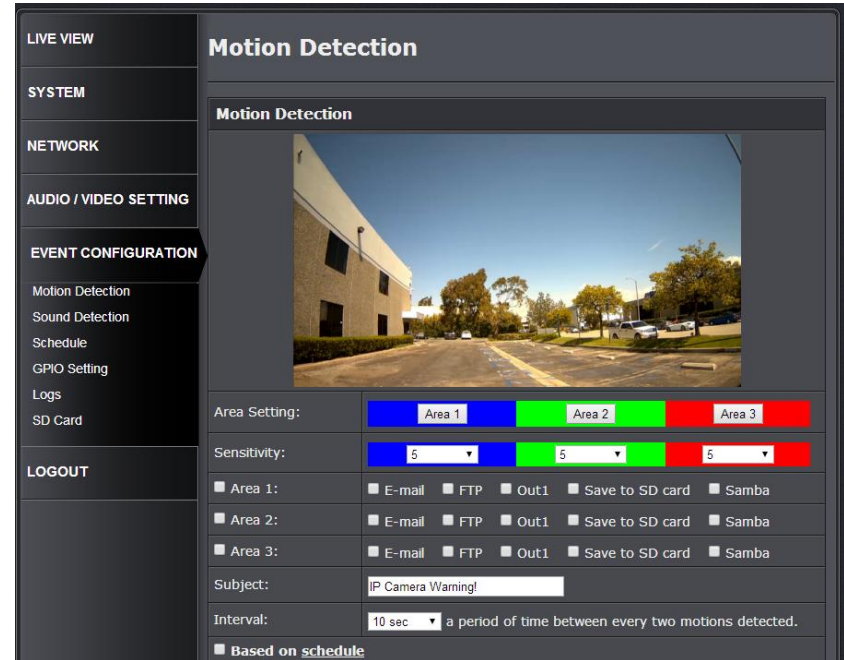 LIVE VIEW
SYSTEM
NETWORK
AUDIO / VIDEO SETTING
EVENT CONFIGURATION
Motion Detection
Sound Detection
Schedule
GPIO Setting
Logs
SD Card
LOGOUT
Motion Detection
Motion Detection
Area Setting: Area 1 Area 2 Area 3
Sensitivity: 5 5 5
Area 1: E-mail FTP Out1 Save to SD card Samba
Area 2: E-mail FTP Out1 Save to SD card Samba
Area 3: E-mail FTP Out1 Save to SD card Samba
Subject: IP Camera Warning!
Interval: 10 sec a period of time between every two motions detected.
Based on schedule